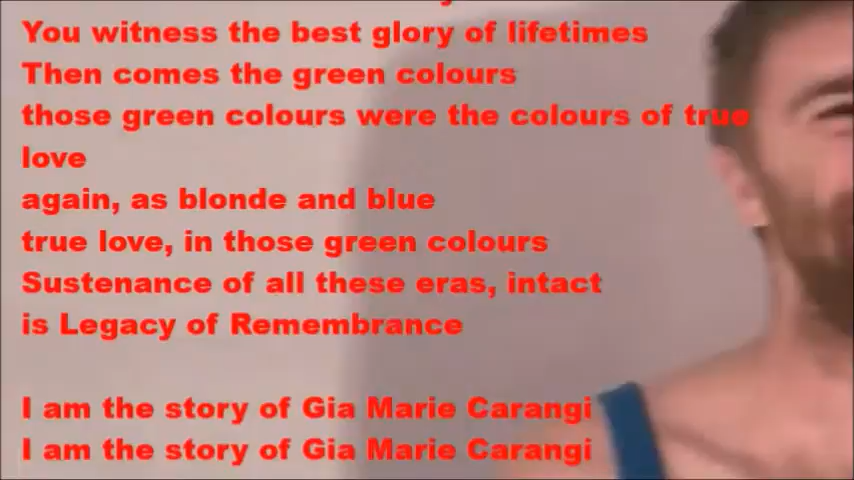 You witness the best glory of lifetimes
Then comes the green colours
those green colours were the colours of true
love
again, as blonde and blue
true love, in those green colours
Sustenance of all these eras, intact
is Legacy of Remembrance
I am the story of Gia Marie Carangi
I am the story of Gia Marie Carangi